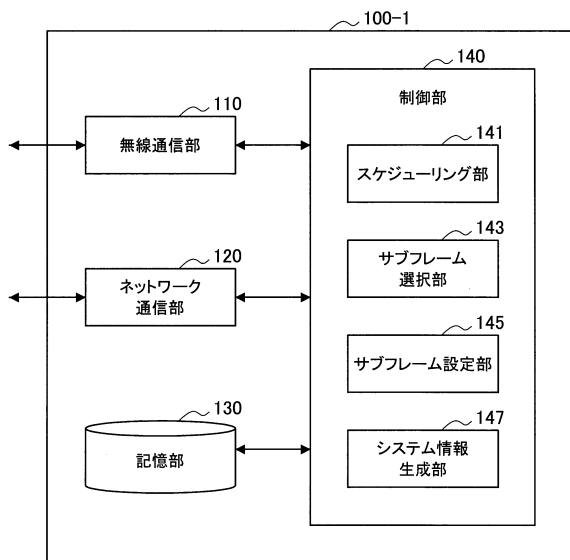 100-1
110
無線通信部
120
ネットワーク
通信部
130
記憶部
140
制御部
141
スケジューリング部
143
サブフレーム
選択部
145
サブフレーム設定部
147
システム情報
生成部